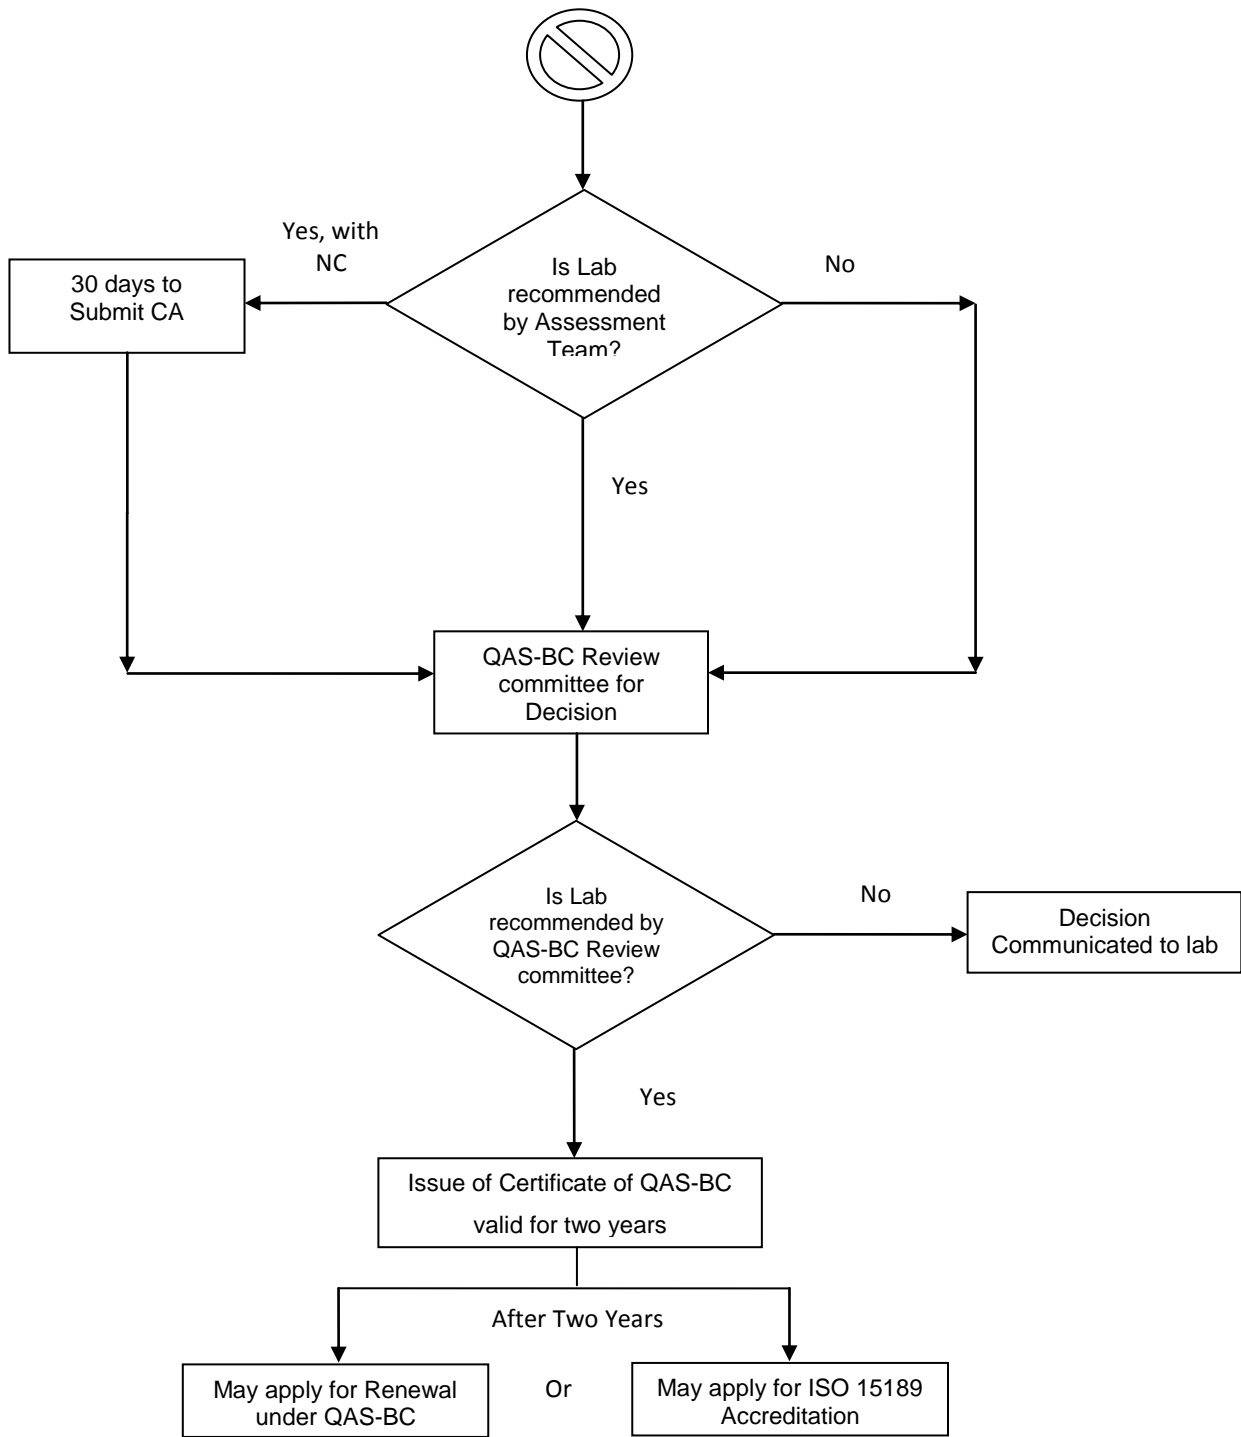 Yes, with
NC
30 days to
Submit CA
Is Lab
recommended
by Assessment
Team?
No
Yes
QAS-BC Review
committee for
Decision
Is Lab
recommended by
QAS-BC Review
committee?
No
Decision
Communicated to lab
Yes
Issue of Certificate of QAS-BC
valid for two years
After Two Years
May apply for Renewal
under QAS-BC
Or
May apply for ISO 15189
Accreditation